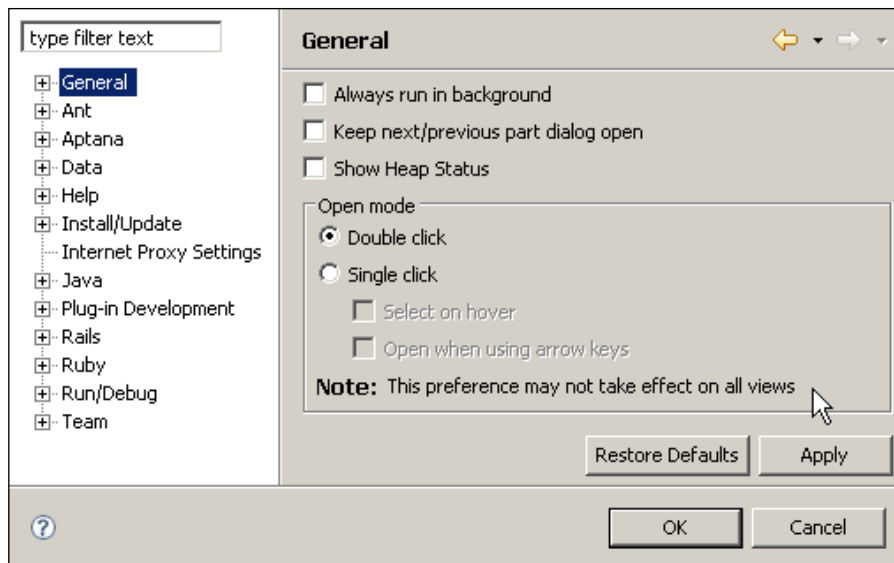 type filter text
General
Ant
Aptana
Data
Help
Install/Update
Internet Proxy Settings
Java
Plug-in Development
Rails
Ruby
Run/Debug
Team
General
Always run in background
Keep next/previous part dialog open
Show Heap Status
Open mode
Double click
Single click
Select on hover
Open when using arrow keys
Note: This preference may not take effect on all views
Restore Defaults
Apply
?
OK
Cancel